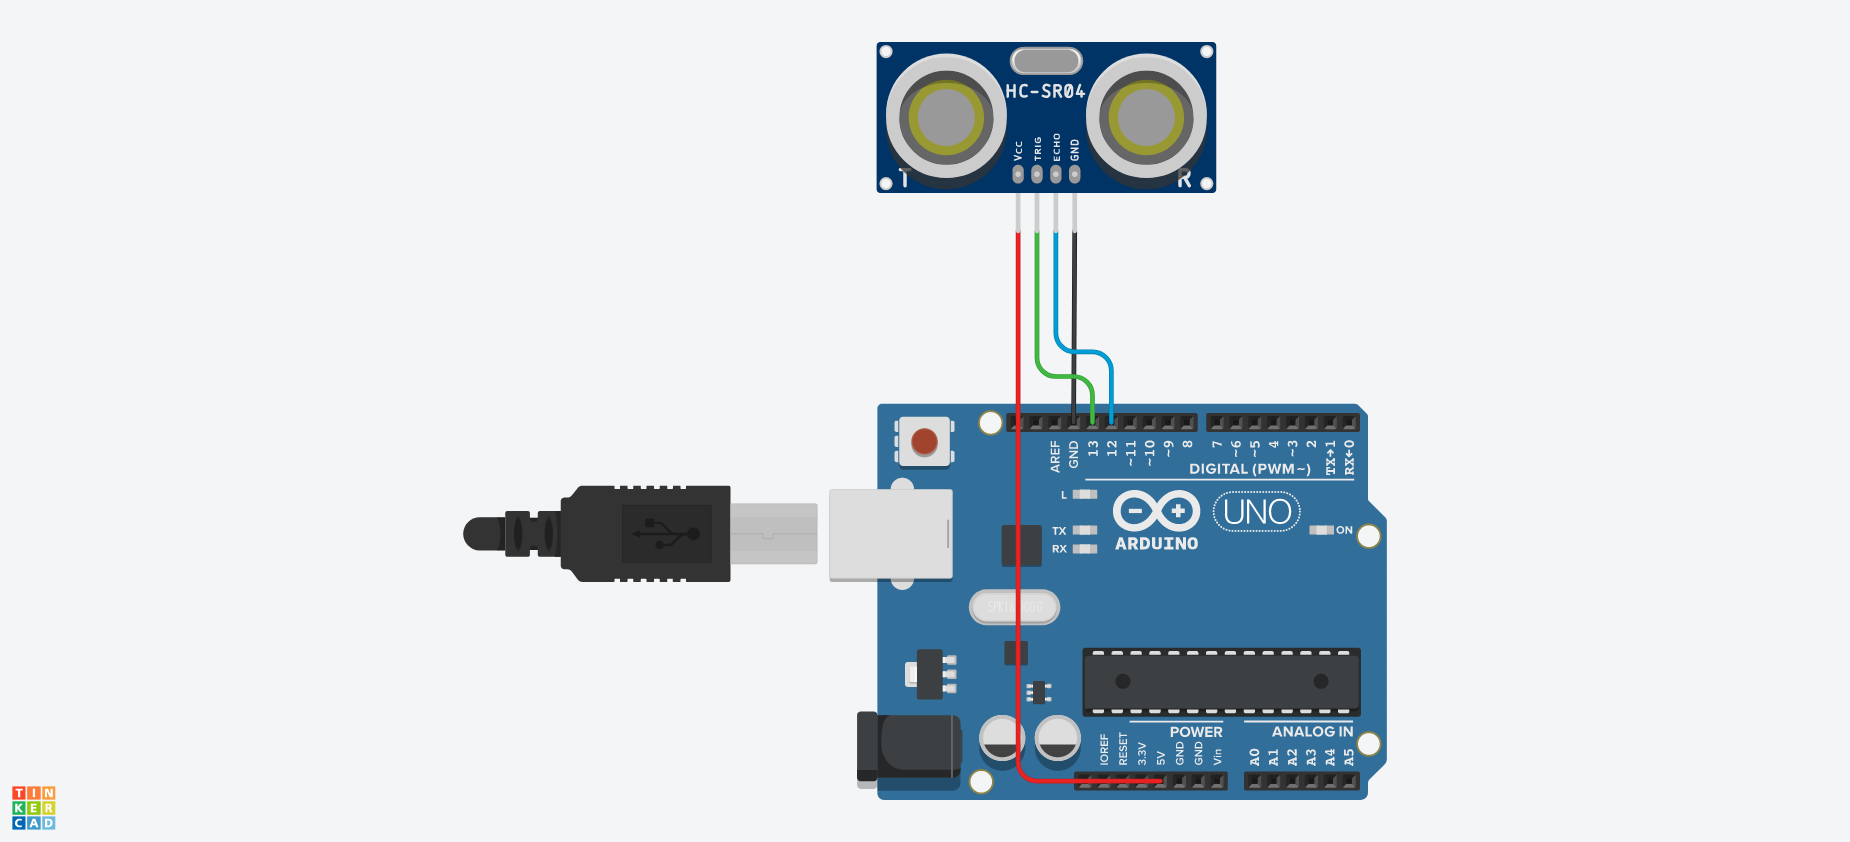 HC-SR04
VCC
TRIG
ECHO
GND
T
R
AREF
GND
13
12
~11
~10
~9
8
7
~6
~5
4
~3
2
TX→1
RX←0
DIGITAL (PWM~)
L
TX
RX
ARDUINO
UNO
ON
POWER
ANALOG IN
IOREF
RESET
3.3V
5V
GND
GND
Vin
A0
A1
A2
A3
A4
A5
TIN
KER
CAD